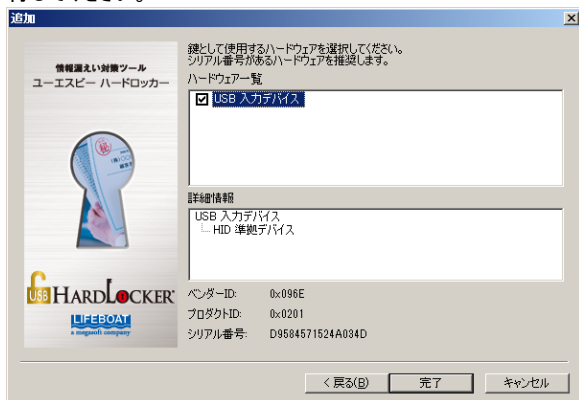 追加
鍵として使用するハードウェアを選択してください。
シリアル番号があるハードウェアを推奨します。
情報漏えい対策ツール
ユーエスビー ハードロッカー
ハードウェア一覧
USB 入力デバイス
㊙
詳細情報
USB 入力デバイス
HID 準拠デバイス
USB HARDLOCKER
LIFEBOAT
a megasoft company
ベンダーID: 0x096E
プロダクトID: 0x0201
シリアル番号: D9584571524A034D
< 戻る(B)
完了
キャンセル